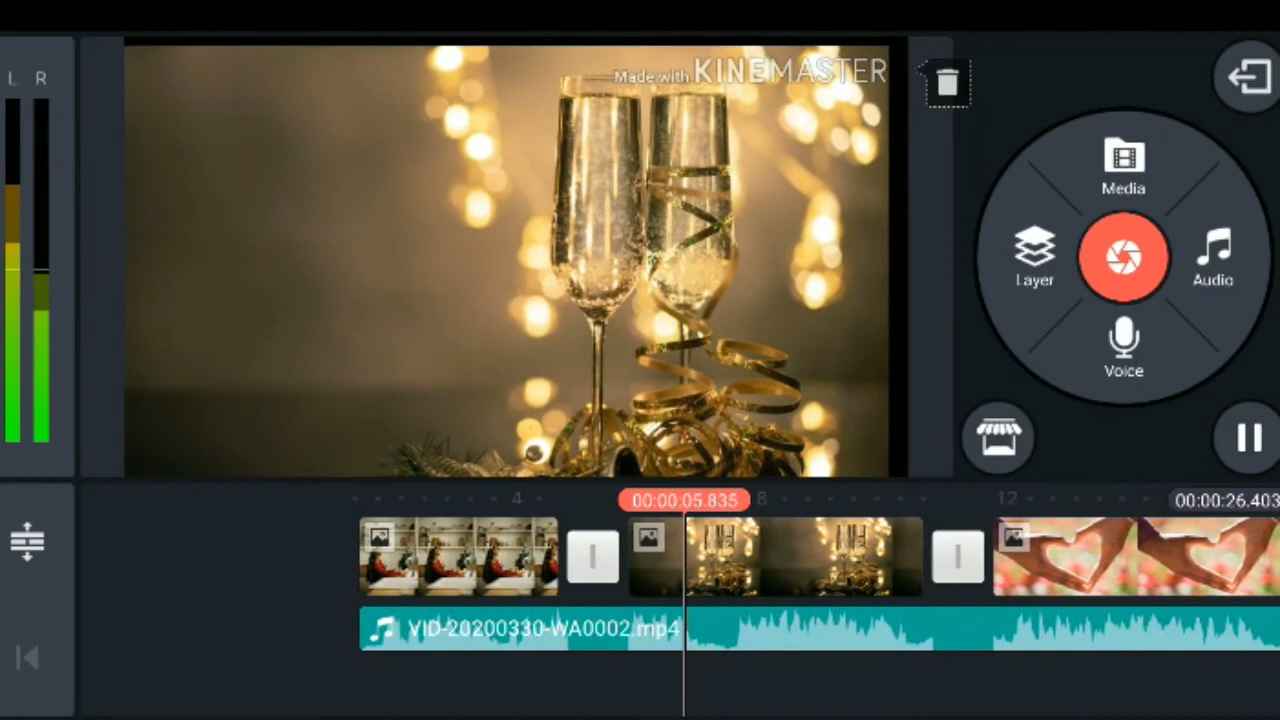 L R
Made with KINEMASTER
Media
Layer
Audio
Voice
4
00:00:05.835
8
12
00:00:26.403
VID-20200330-WA0002.mp4